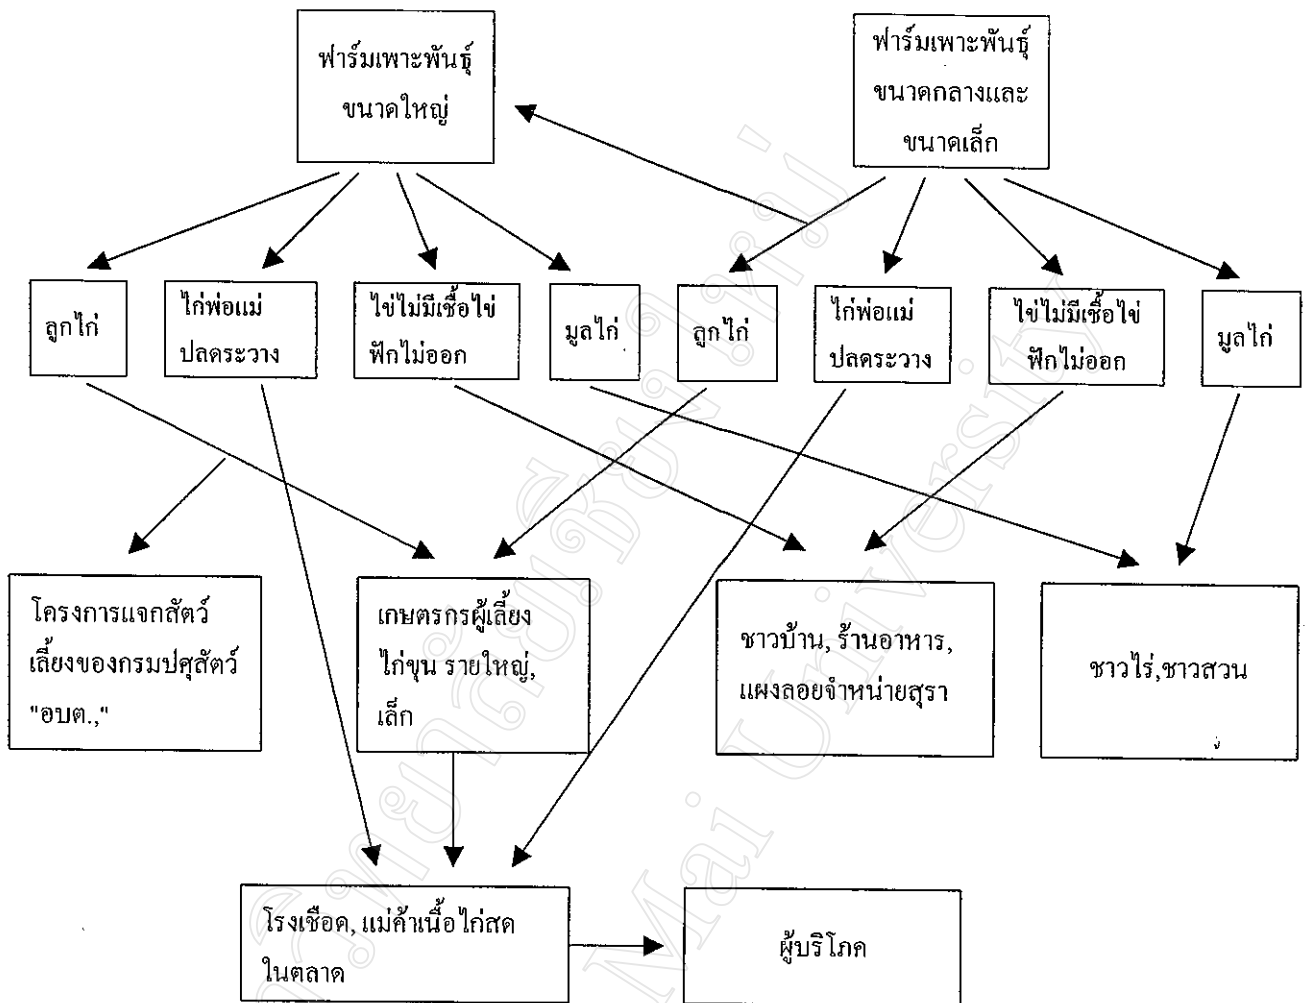 ฟาร์มเพาะพันธุ์
ขนาดใหญ่
ฟาร์มเพาะพันธุ์
ขนาดกลางและ
ขนาดเล็ก
ลูกไก่
ไก่พ่อแม่
ปลดระวาง
ไข่ไม่มีเชื้อไข่
ฟักไม่ออก
มูลไก่
ลูกไก่
ไก่พ่อแม่
ปลดระวาง
ไข่ไม่มีเชื้อไข่
ฟักไม่ออก
มูลไก่
โครงการแจกสัตว์
เลี้ยงของกรมปศุสัตว์
"อบต.,"
เกษตรกรผู้เลี้ยง
ไก่ขุน รายใหญ่,
เล็ก
ชาวบ้าน, ร้านอาหาร,
แผงลอยจำหน่ายสุรา
ชาวไร่,ชาวสวน
โรงเชือด, แม่ค้าเนื้อไก่สด
ในตลาด
ผู้บริโภค
Mai University